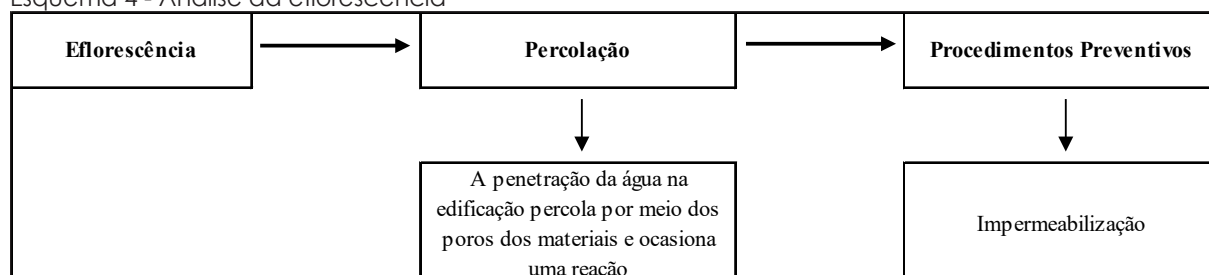 Esquema 4 - Análise da eflorescência
Eflorescência
Percolação
Procedimentos Preventivos
A penetração da água na
edificação percola por meio dos
poros dos materiais e ocasiona
uma reação
Impermeabilização